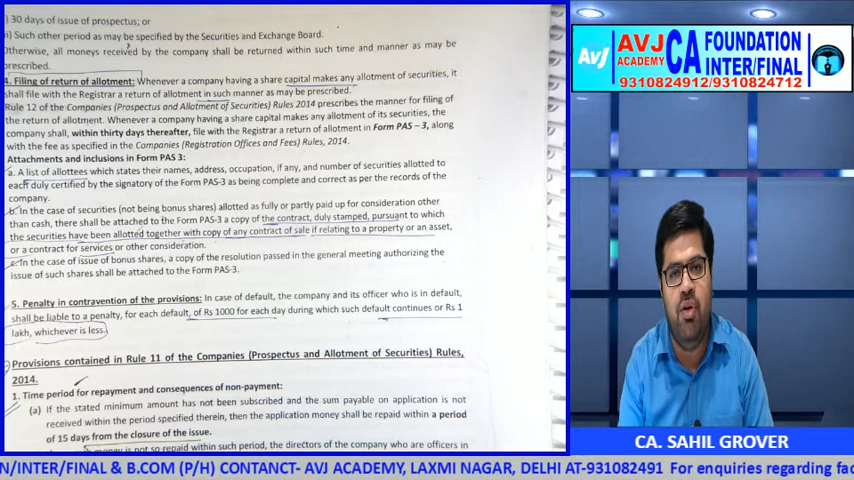 ) 30 days of issue of prospectus; or
ii) Such other period as may be specified by the Securities and Exchange Board.
Otherwise, all moneys received by the company shall be returned within such time and manner as may be
prescribed.
4. Filing of return of allotment: Whenever a company having a share capital makes any allotment of securities, it
shall file with the Registrar a return of allotment in such manner as may be prescribed.
Rule 12 of the Companies (Prospectus and Allotment of Securities) Rules 2014 prescribes the manner for filing of
the return of allotment. Whenever a company having a share capital makes any allotment of its securities, the
company shall, within thirty days thereafter, file with the Registrar a return of allotment in Form PAS – 3, along
with the fee as specified in the Companies (Registration Offices and Fees) Rules, 2014.
Attachments and inclusions in Form PAS 3:
a. A list of allottees which states their names, address, occupation, if any, and number of securities allotted to
each duly certified by the signatory of the Form PAS-3 as being complete and correct as per the records of the
company.
b. In the case of securities (not being bonus shares) allotted as fully or partly paid up for consideration other
than cash, there shall be attached to the Form PAS-3 a copy of the contract, duly stamped, pursuant to which
the securities have been allotted together with copy of any contract of sale if relating to a property or an asset,
or a contract for services or other consideration.
c. In the case of issue of bonus shares, a copy of the resolution passed in the general meeting authorizing the
issue of such shares shall be attached to the Form PAS-3.
5. Penalty in contravention of the provisions: In case of default, the company and its officer who is in default,
shall be liable to a penalty, for each default, of Rs 1000 for each day during which such default continues or Rs 1
lakh, whichever is less.
Provisions contained in Rule 11 of the Companies (Prospectus and Allotment of Securities) Rules,
2014.
1. Time period for repayment and consequences of non-payment:
(a) If the stated minimum amount has not been subscribed and the sum payable on application is not
received within the period specified therein, then the application money shall be repaid within a period
of 15 days from the closure of the issue.
money is not so repaid within such period, the directors of the company who are officers in
AVJ
AVJ
ACADEMY
CA
FOUNDATION
INTER/FINAL
9310824912/9310824712
CA. SAHIL GROVER
N/INTER/FINAL & B.COM (P/H) CONTANCT- AVJ ACADEMY, LAXMI NAGAR, DELHI AT-931082491 For enquiries regarding fac